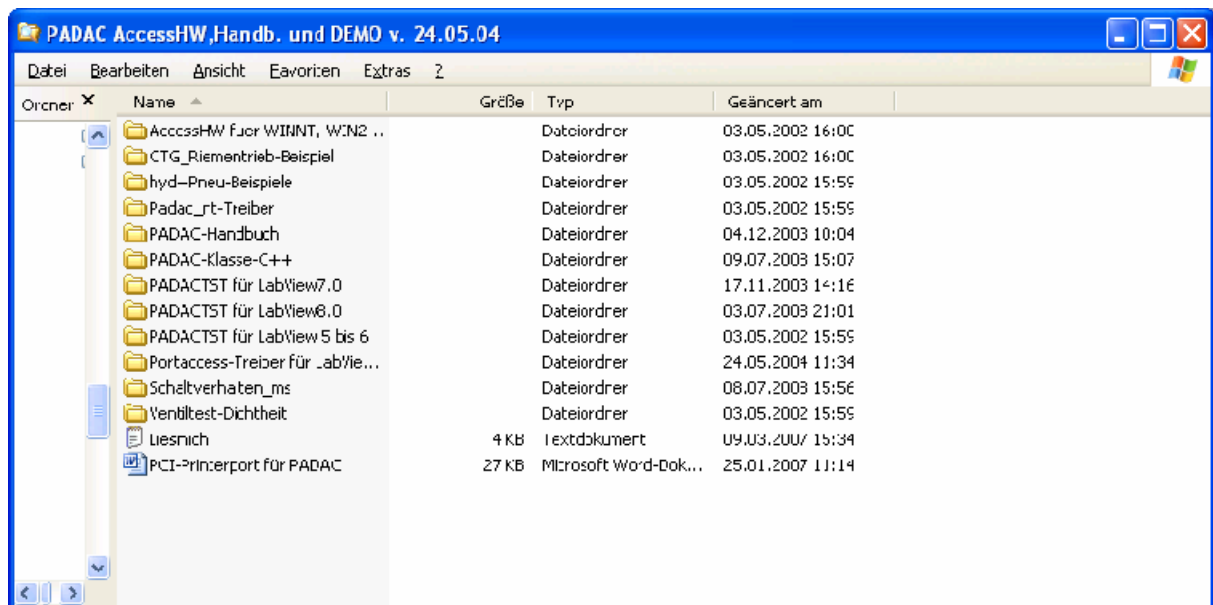 PADAC AccessHW,Handb. und DEMO v. 24.05.04
Datei Bearbeiten Ansicht Favoriten Extras ?
Ordner × Name Größe Typ Geändert am
AccessHW fuer WINNT, WIN2 ... Dateiordner 03.05.2002 16:00
CTG_Riementrieb-Beispiel Dateiordner 03.05.2002 16:00
hyd--Pneu-Beispiele Dateiordner 03.05.2002 15:59
Padac_rt-Treiber Dateiordner 03.05.2002 15:59
PADAC-Handbuch Dateiordner 04.12.2003 10:04
PADAC-Klasse-C++ Dateiordner 09.07.2003 15:07
PADACTST für LabView7.0 Dateiordner 17.11.2003 14:16
PADACTST für LabView8.0 Dateiordner 03.07.2003 21:01
PADACTST für LabView 5 bis 6 Dateiordner 03.05.2002 15:59
Portaccess-Treiber für LabVie... Dateiordner 24.05.2004 11:34
Schaltverhalten_ms Dateiordner 08.07.2003 15:56
Ventiltest-Dichtheit Dateiordner 03.05.2002 15:59
Liesmich 4 KB Textdokument 09.03.2007 15:34
PCI-Printerport für PADAC 27 KB Microsoft Word-Dok... 25.01.2007 11:14